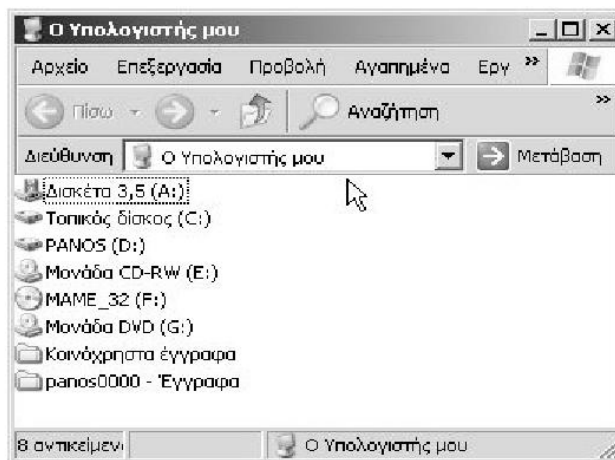 Ο Υπολογιστής μου
Αρχείο Επεξεργασία Προβολή Αγαπημένα Εργ »
Πίσω Αναζήτηση »
Διεύθυνση Ο Υπολογιστής μου Μετάβαση
Δισκέτα 3,5 (A:)
Τοπικός δίσκος (C:)
PANOS (D:)
Μονάδα CD-RW (E:)
MAME_32 (F:)
Μονάδα DVD (G:)
Κοινόχρηστα έγγραφα
panos0000 - Έγγραφα
8 αντικείμεν Ο Υπολογιστής μου